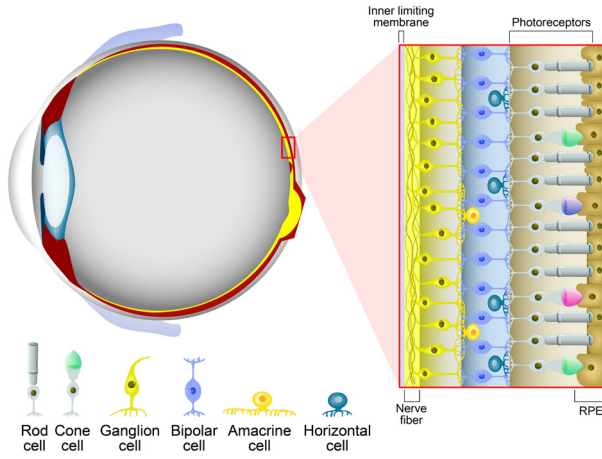 Inner limiting
membrane
Photoreceptors
Nerve
fiber
RPE
Rod
cell
Cone
cell
Ganglion
cell
Bipolar
cell
Amacrine
cell
Horizontal
cell